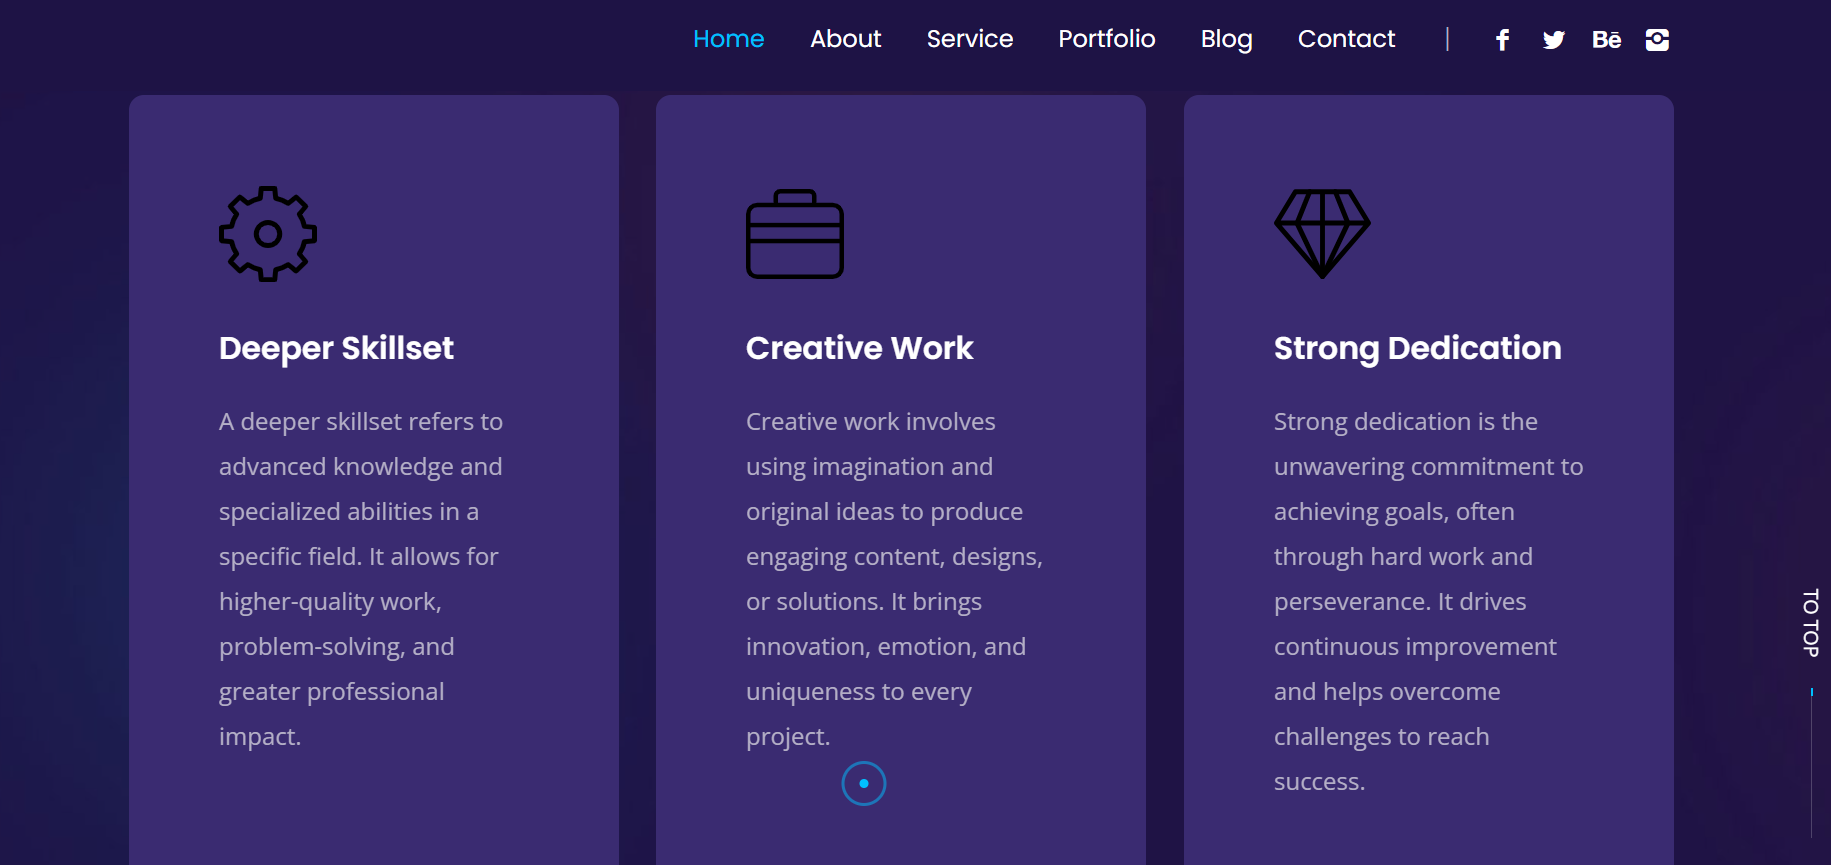 Home About Service Portfolio Blog Contact | Bē
Deeper Skillset
A deeper skillset refers to
advanced knowledge and
specialized abilities in a
specific field. It allows for
higher-quality work,
problem-solving, and
greater professional
impact.
Creative Work
Creative work involves
using imagination and
original ideas to produce
engaging content, designs,
or solutions. It brings
innovation, emotion, and
uniqueness to every
project.
Strong Dedication
Strong dedication is the
unwavering commitment to
achieving goals, often
through hard work and
perseverance. It drives
continuous improvement
and helps overcome
challenges to reach
success.
TO TOP